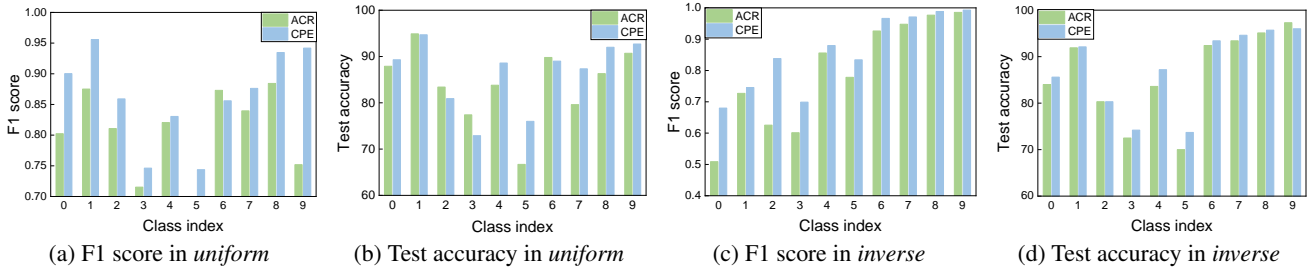 1.00
0.95
0.90
0.85
0.80
0.75
0.70
F1 score
ACR
CPE
0 1 2 3 4 5 6 7 8 9
Class index
(a) F1 score in uniform
100
90
80
70
60
Test accuracy
ACR
CPE
0 1 2 3 4 5 6 7 8 9
Class index
(b) Test accuracy in uniform
1.0
0.9
0.8
0.7
0.6
0.5
0.4
F1 score
ACR
CPE
0 1 2 3 4 5 6 7 8 9
Class index
(c) F1 score in inverse
100
90
80
70
60
Test accuracy
ACR
CPE
0 1 2 3 4 5 6 7 8 9
Class index
(d) Test accuracy in inverse